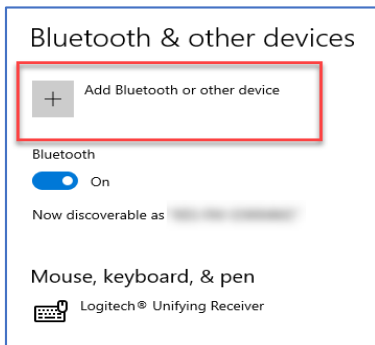 Bluetooth & other devices
Add Bluetooth or other device
Bluetooth
On
Now discoverable as
Mouse, keyboard, & pen
Logitech® Unifying Receiver